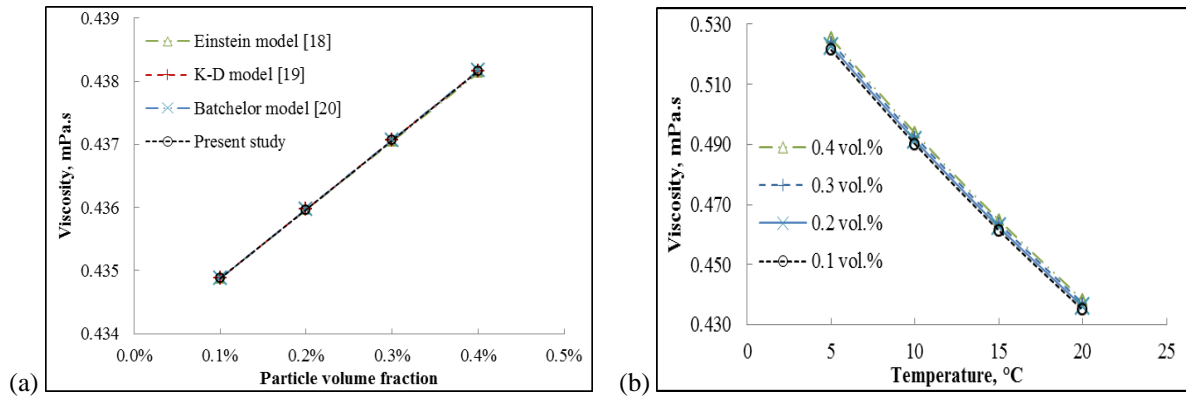 0.439
0.438
0.437
0.436
0.435
0.434
Viscosity, mPa.s
Einstein model [18]
K-D model [19]
Batchelor model [20]
Present study
0.0% 0.1% 0.2% 0.3% 0.4% 0.5%
Particle volume fraction
(a)
0.530
0.510
0.490
0.470
0.450
0.430
Viscosity, mPa.s
0.4 vol.%
0.3 vol.%
0.2 vol.%
0.1 vol.%
0 5 10 15 20 25
Temperature, °C
(b)